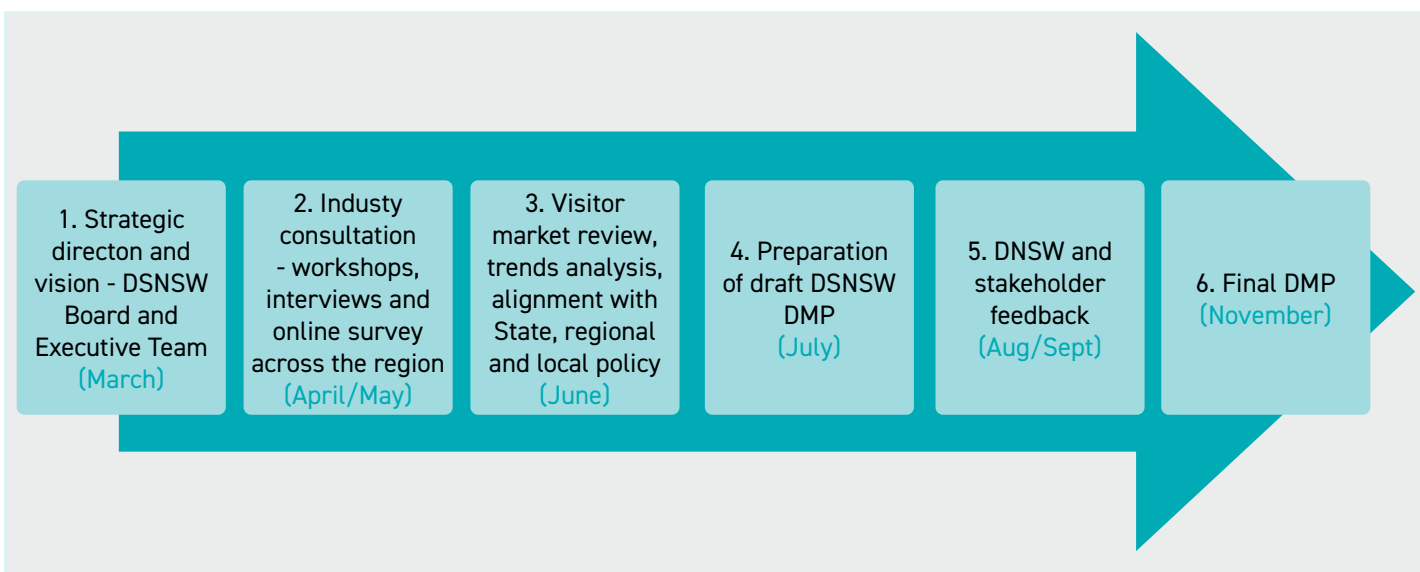 1. Strategic
directon and
vision - DSNSW
Board and
Executive Team
(March)
2. Industy
consultation
- workshops,
interviews and
online survey
across the region
(April/May)
3. Visitor
market review,
trends analysis,
alignment with
State, regional
and local policy
(June)
4. Preparation
of draft DSNSW
DMP
(July)
5. DNSW and
stakeholder
feedback
(Aug/Sept)
6. Final DMP
(November)